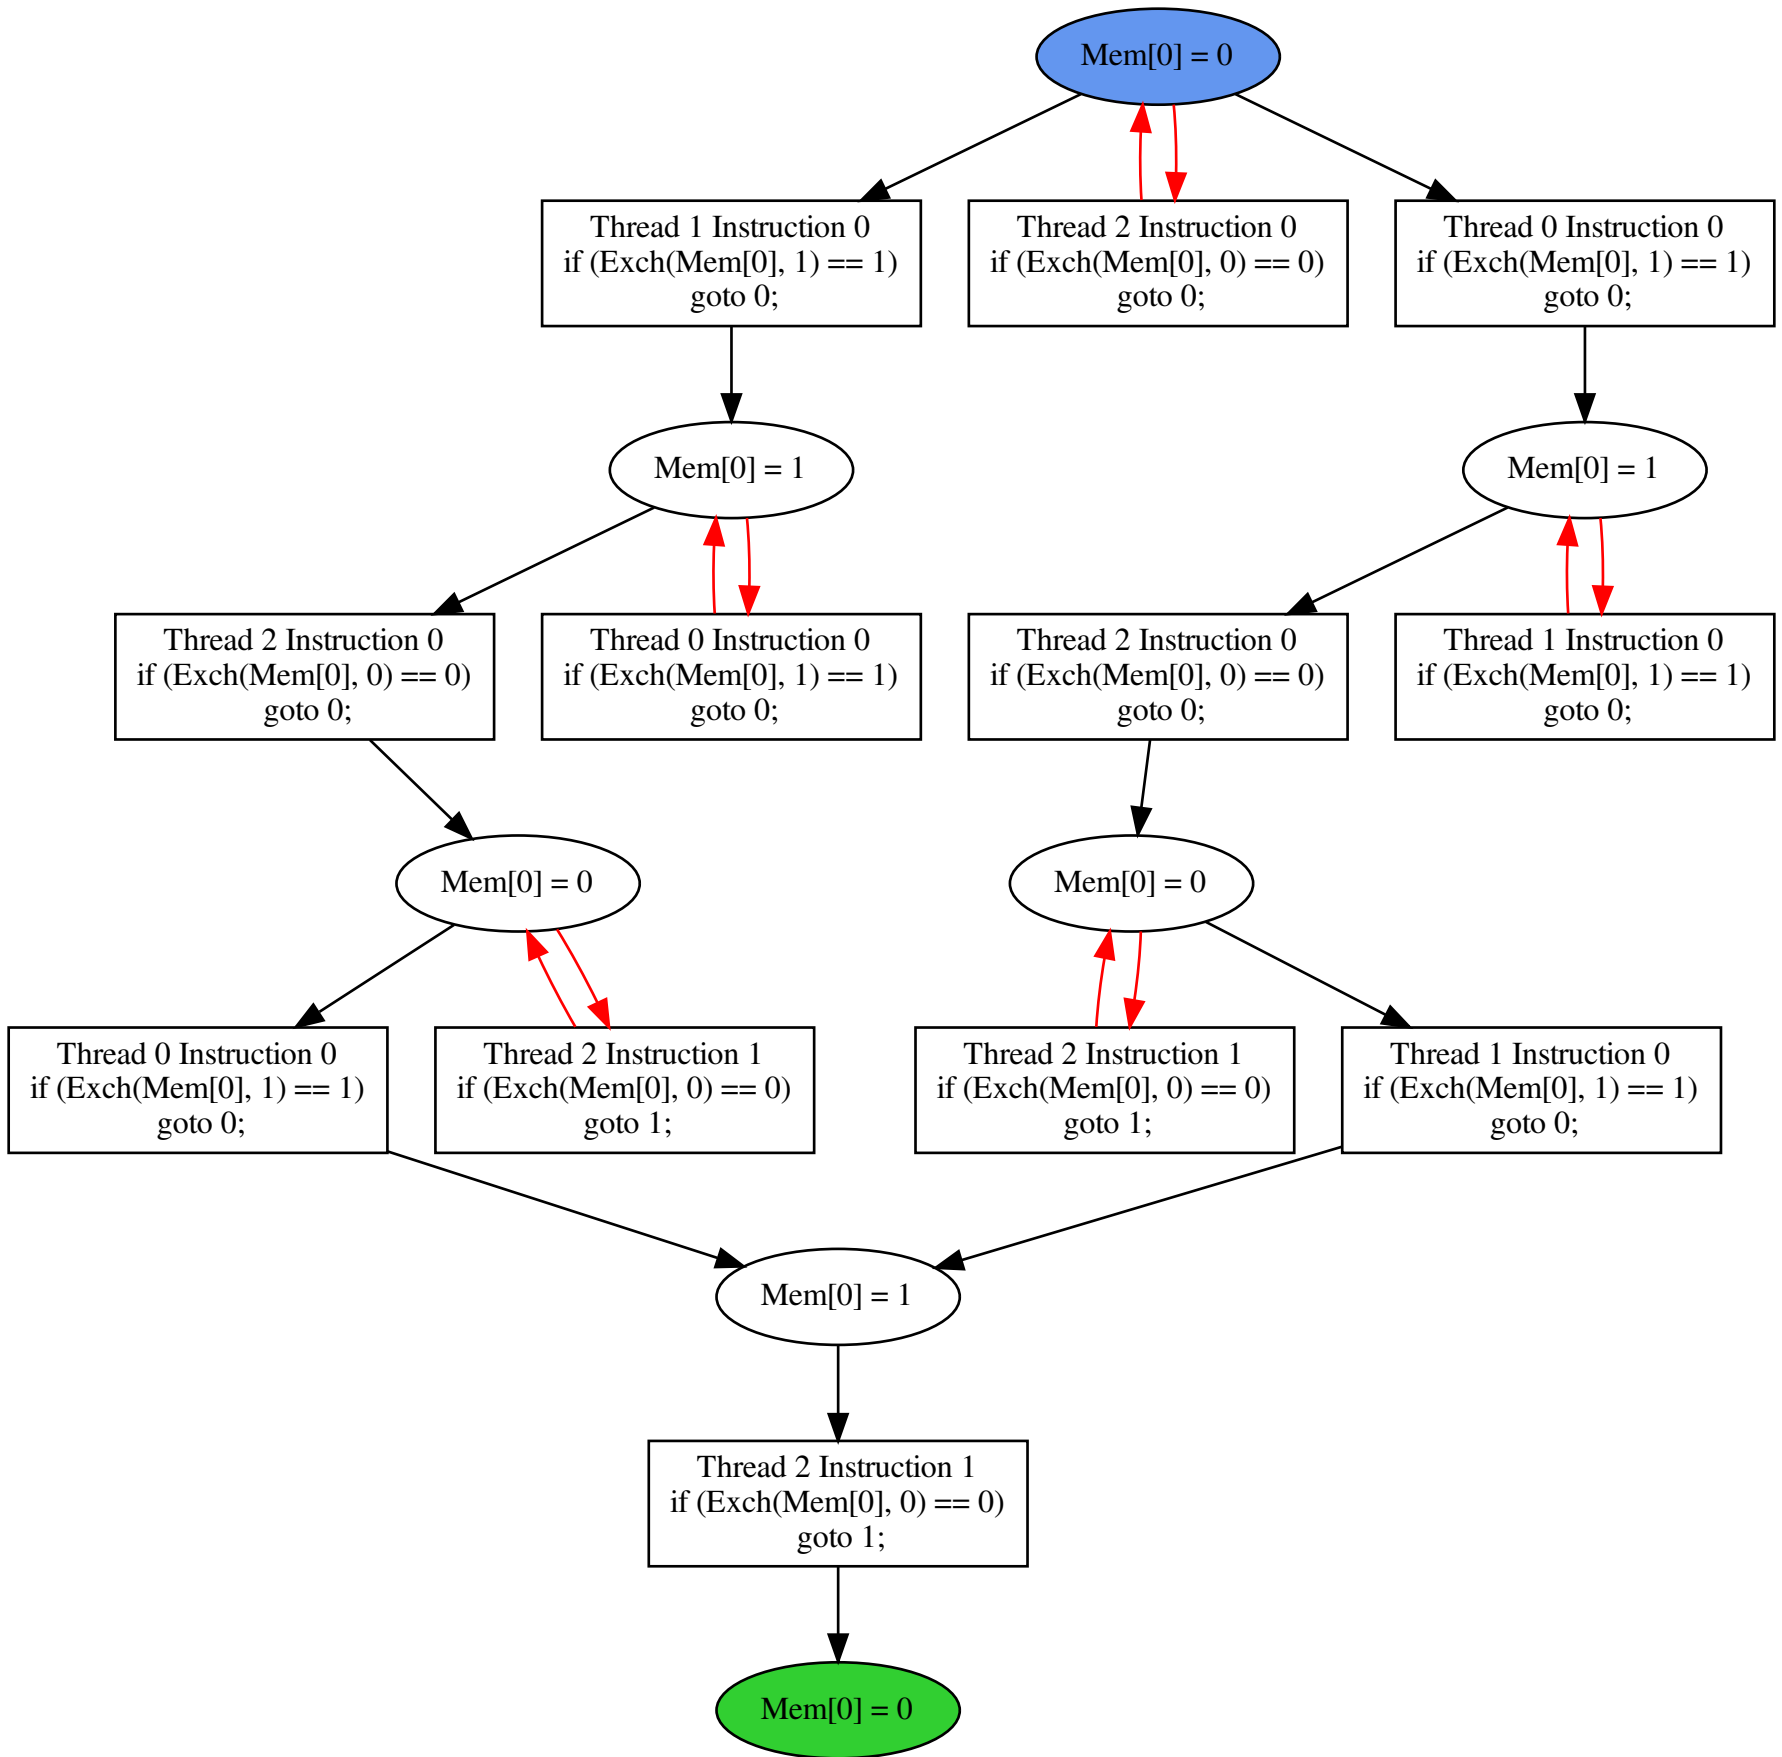 Mem[0] = 0
Thread 1 Instruction 0
if (Exch(Mem[0], 1) == 1)
goto 0;
Thread 2 Instruction 0
if (Exch(Mem[0], 0) == 0)
goto 0;
Thread 0 Instruction 0
if (Exch(Mem[0], 1) == 1)
goto 0;
Mem[0] = 1
Mem[0] = 1
Thread 2 Instruction 0
if (Exch(Mem[0], 0) == 0)
goto 0;
Thread 0 Instruction 0
if (Exch(Mem[0], 1) == 1)
goto 0;
Thread 2 Instruction 0
if (Exch(Mem[0], 0) == 0)
goto 0;
Thread 1 Instruction 0
if (Exch(Mem[0], 1) == 1)
goto 0;
Mem[0] = 0
Mem[0] = 0
Thread 0 Instruction 0
if (Exch(Mem[0], 1) == 1)
goto 0;
Thread 2 Instruction 1
if (Exch(Mem[0], 0) == 0)
goto 1;
Thread 2 Instruction 1
if (Exch(Mem[0], 0) == 0)
goto 1;
Thread 1 Instruction 0
if (Exch(Mem[0], 1) == 1)
goto 0;
Mem[0] = 1
Thread 2 Instruction 1
if (Exch(Mem[0], 0) == 0)
goto 1;
Mem[0] = 0